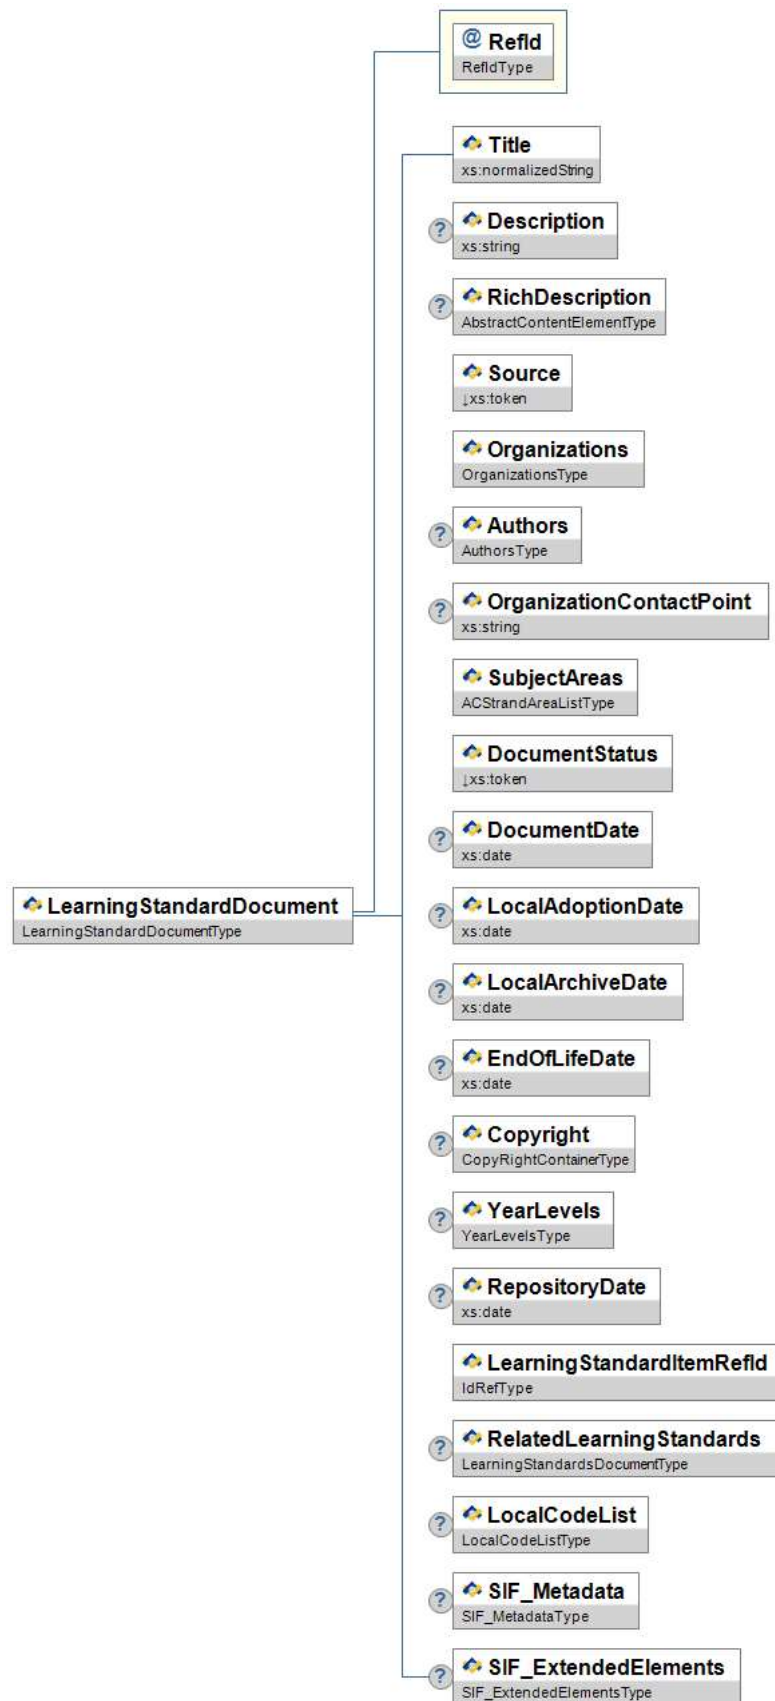 @ RefId
RefIdType
Title
xs:normalizedString
? Description
xs:string
? RichDescription
AbstractContentElementType
Source
↓xs:token
Organizations
OrganizationsType
? Authors
AuthorsType
? OrganizationContactPoint
xs:string
SubjectAreas
ACStrandAreaListType
DocumentStatus
↓xs:token
? DocumentDate
xs:date
LearningStandardDocument
LearningStandardDocumentType
? LocalAdoptionDate
xs:date
? LocalArchiveDate
xs:date
? EndOfLifeDate
xs:date
? Copyright
CopyRightContainerType
? YearLevels
YearLevelsType
? RepositoryDate
xs:date
LearningStandardItemRefId
IdRefType
? RelatedLearningStandards
LearningStandardsDocumentType
? LocalCodeList
LocalCodeListType
? SIF_Metadata
SIF_MetadataType
? SIF_ExtendedElements
SIF_ExtendedElementsType